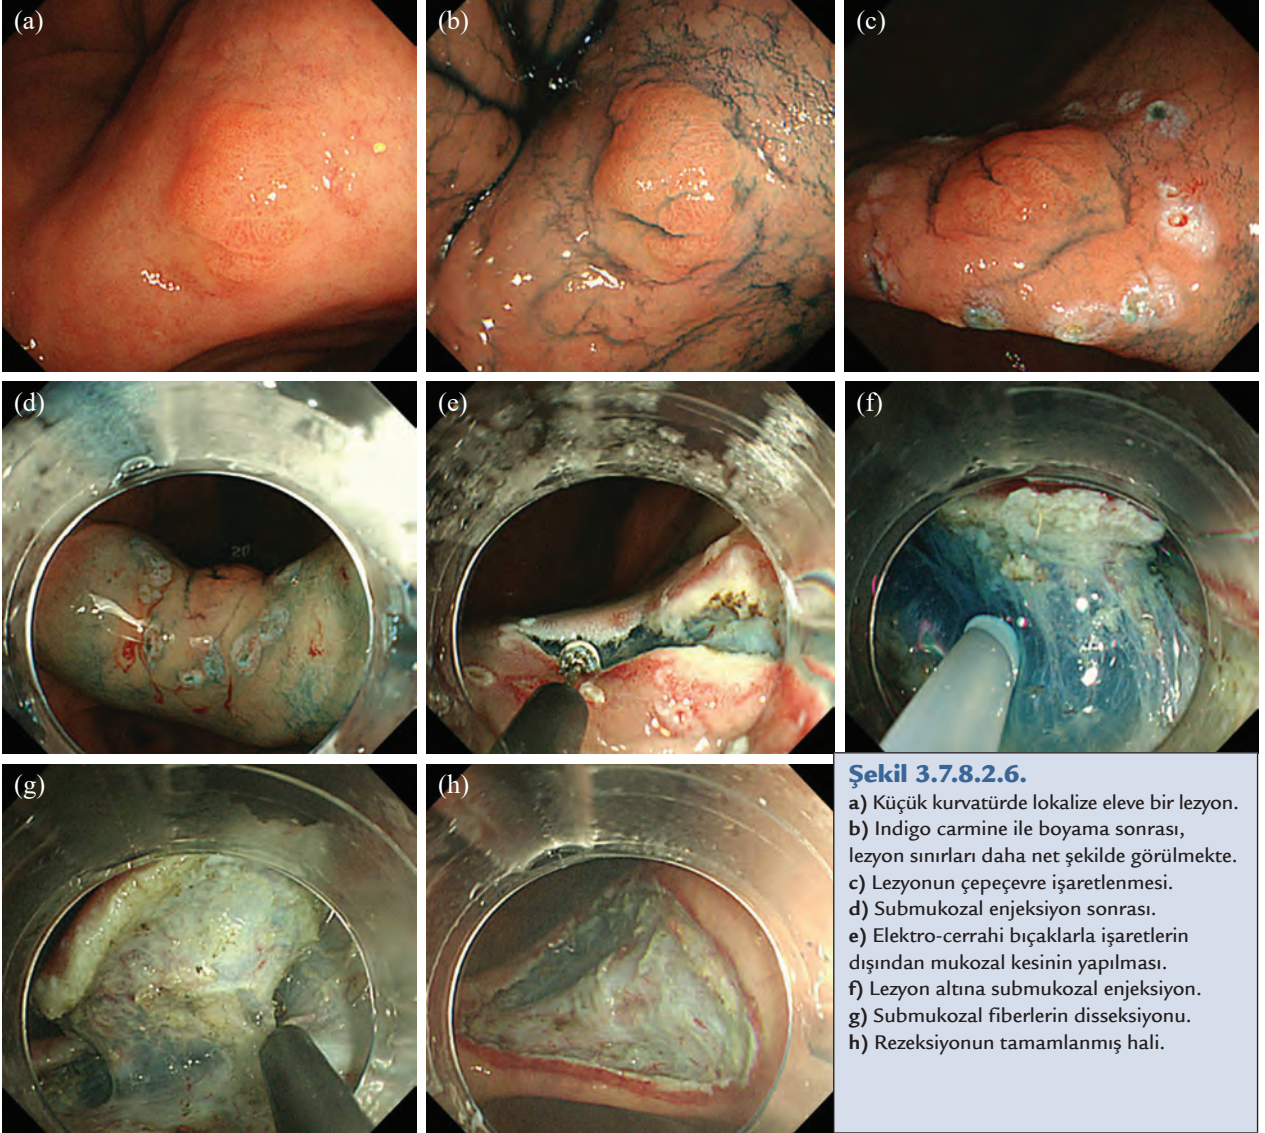 (a)
(b)
(c)
(d)
20
(e)
(f)
(g)
(h)
Şekil 3.7.8.2.6.
a) Küçük kurvatürde lokalize eleve bir lezyon.
b) Indigo carmine ile boyama sonrası,
lezyon sınırları daha net şekilde görülmekte.
c) Lezyonun çepeçevre işaretlenmesi.
d) Submukozal enjeksiyon sonrası.
e) Elektro-cerrahi bıçaklarla işaretlerin
dışından mukozal kesinin yapılması.
f) Lezyon altına submukozal enjeksiyon.
g) Submukozal fiberlerin disseksiyonu.
h) Rezeksiyonun tamamlanmış hali.